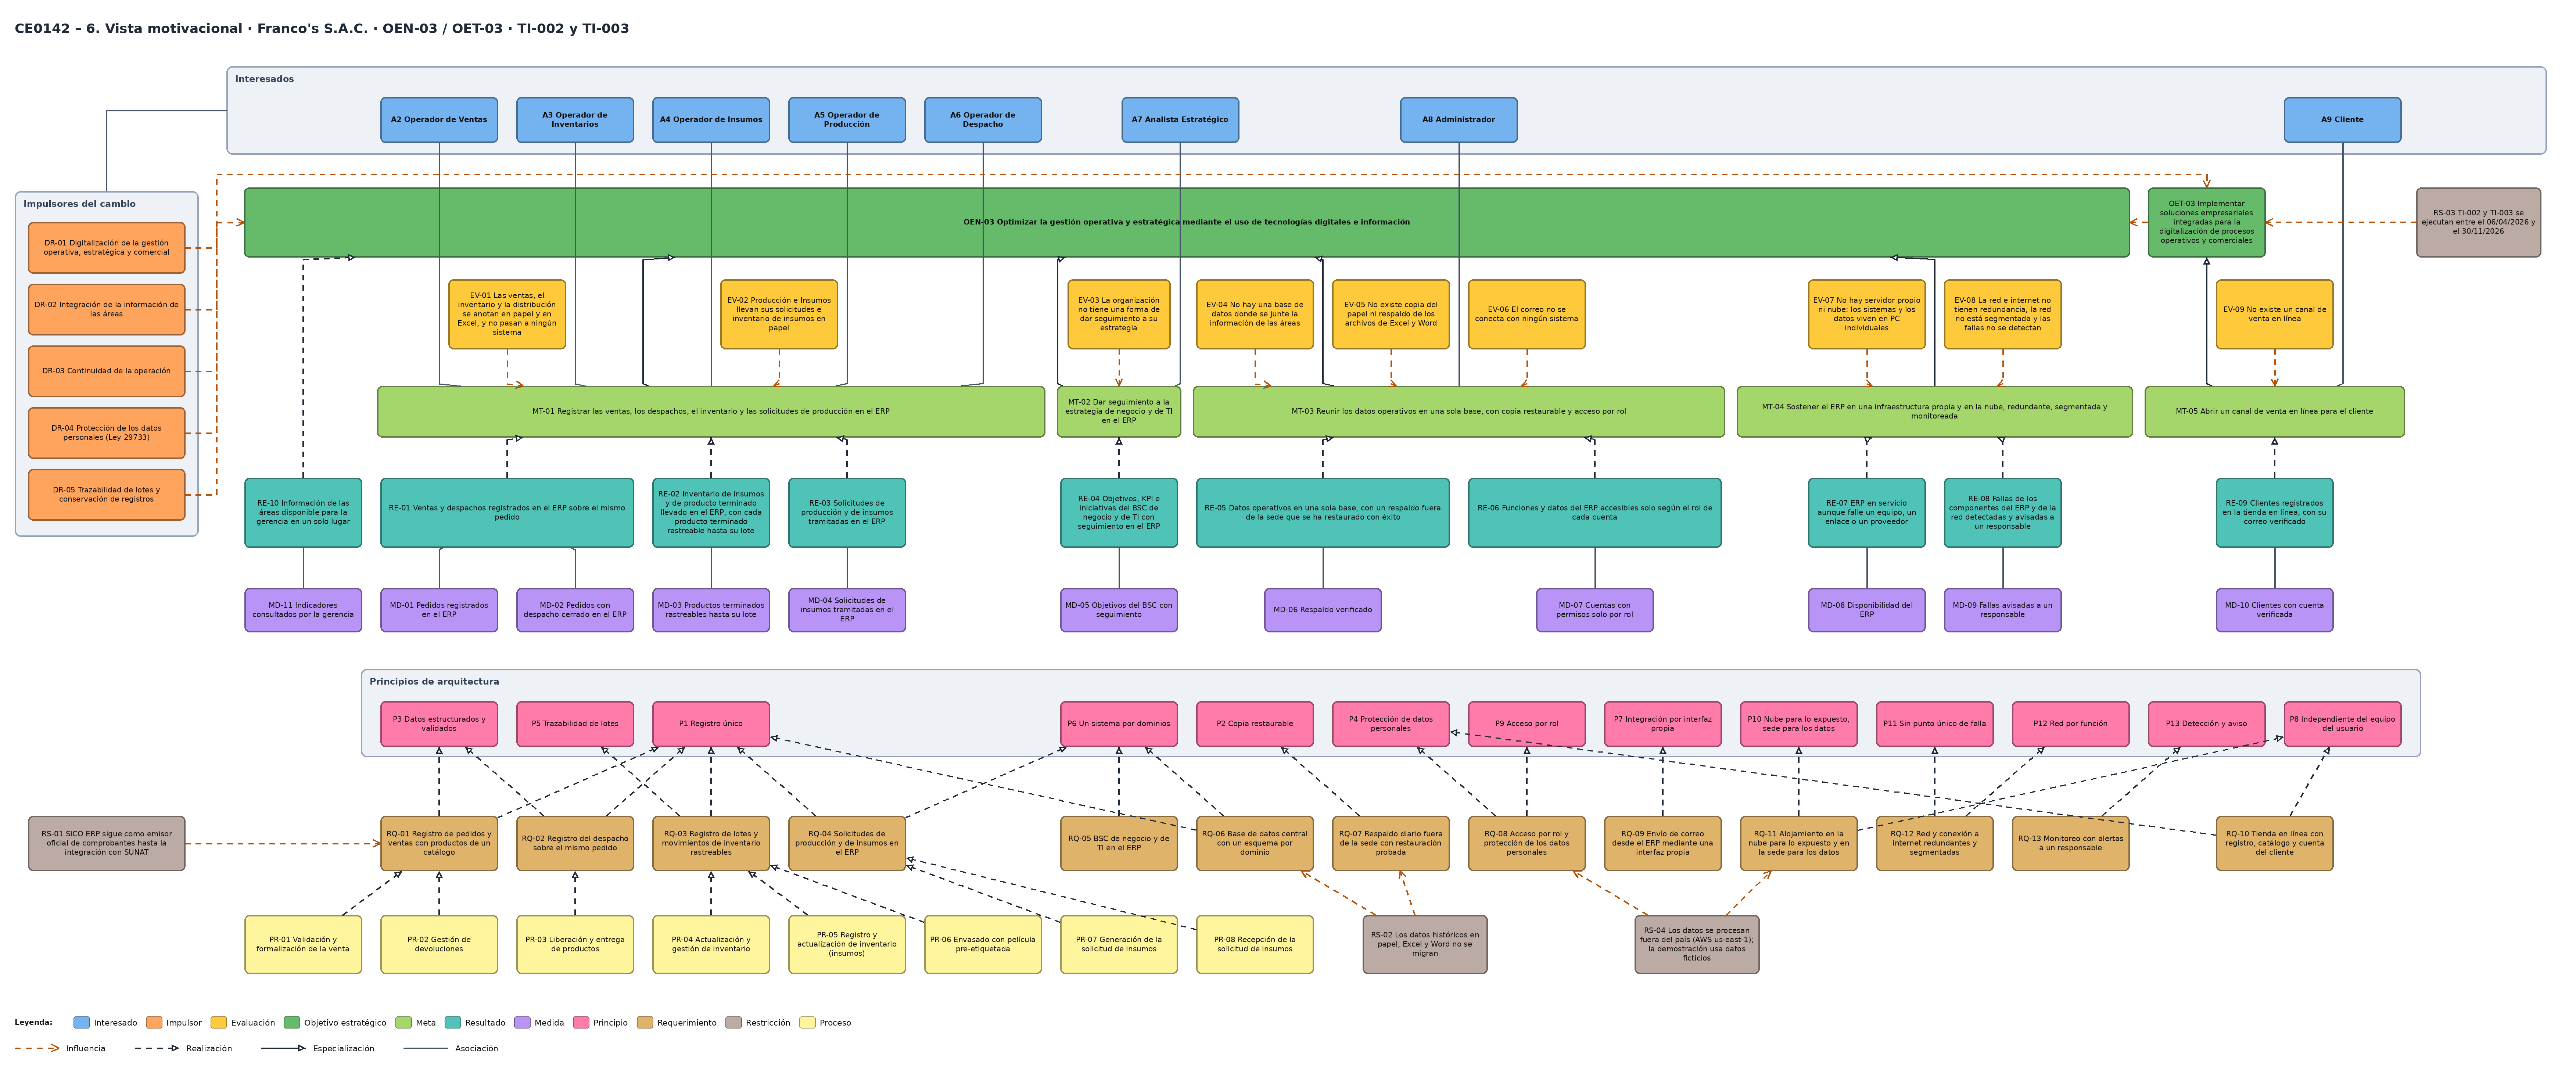 CE0142 – 6. Vista motivacional · Franco's S.A.C. · OEN-03 / OET-03 · TI-002 y TI-003
Interesados
A2 Operador de Ventas
A3 Operador de
Inventarios
A4 Operador de Insumos
A5 Operador de
Producción
A6 Operador de
Despacho
A7 Analista Estratégico
A8 Administrador
A9 Cliente
Impulsores del cambio
DR-01 Digitalización de la gestión
operativa, estratégica y comercial
DR-02 Integración de la información de
las áreas
DR-03 Continuidad de la operación
DR-04 Protección de los datos
personales (Ley 29733)
DR-05 Trazabilidad de lotes y
conservación de registros
OEN-03 Optimizar la gestión operativa y estratégica mediante el uso de tecnologías digitales e información
OET-03 Implementar
soluciones empresariales
integradas para la
digitalización de procesos
operativos y comerciales
RS-03 TI-002 y TI-003 se
ejecutan entre el 06/04/2026 y
el 30/11/2026
EV-01 Las ventas, el
inventario y la distribución
se anotan en papel y en
Excel, y no pasan a ningún
sistema
EV-02 Producción e Insumos
llevan sus solicitudes e
inventario de insumos en
papel
EV-03 La organización
no tiene una forma de
dar seguimiento a su
estrategia
EV-04 No hay una base de
datos donde se junte la
información de las áreas
EV-05 No existe copia del
papel ni respaldo de los
archivos de Excel y Word
EV-06 El correo no se
conecta con ningún sistema
EV-07 No hay servidor propio
ni nube: los sistemas y los
datos viven en PC
individuales
EV-08 La red e internet no
tienen redundancia, la red
no está segmentada y las
fallas no se detectan
EV-09 No existe un canal de
venta en línea
MT-01 Registrar las ventas, los despachos, el inventario y las solicitudes de producción en el ERP
MT-02 Dar seguimiento a la
estrategia de negocio y de TI
en el ERP
MT-03 Reunir los datos operativos en una sola base, con copia restaurable y acceso por rol
MT-04 Sostener el ERP en una infraestructura propia y en la nube, redundante, segmentada y
monitoreada
MT-05 Abrir un canal de venta en línea para el cliente
RE-10 Información de las
áreas disponible para la
gerencia en un solo lugar
RE-01 Ventas y despachos registrados en el ERP sobre el mismo
pedido
RE-02 Inventario de insumos
y de producto terminado
llevado en el ERP, con cada
producto terminado
rastreable hasta su lote
RE-03 Solicitudes de
producción y de insumos
tramitadas en el ERP
RE-04 Objetivos, KPI e
iniciativas del BSC de
negocio y de TI con
seguimiento en el ERP
RE-05 Datos operativos en una sola base, con un respaldo fuera
de la sede que se ha restaurado con éxito
RE-06 Funciones y datos del ERP accesibles solo según el rol de
cada cuenta
RE-07 ERP en servicio
aunque falle un equipo, un
enlace o un proveedor
RE-08 Fallas de los
componentes del ERP y de la
red detectadas y avisadas a
un responsable
RE-09 Clientes registrados
en la tienda en línea, con su
correo verificado
MD-11 Indicadores
consultados por la gerencia
MD-01 Pedidos registrados
en el ERP
MD-02 Pedidos con
despacho cerrado en el ERP
MD-03 Productos terminados
rastreables hasta su lote
MD-04 Solicitudes de
insumos tramitadas en el
ERP
MD-05 Objetivos del BSC con
seguimiento
MD-06 Respaldo verificado
MD-07 Cuentas con
permisos solo por rol
MD-08 Disponibilidad del
ERP
MD-09 Fallas avisadas a un
responsable
MD-10 Clientes con cuenta
verificada
Principios de arquitectura
P3 Datos estructurados y
validados
P5 Trazabilidad de lotes
P1 Registro único
P6 Un sistema por dominios
P2 Copia restaurable
P4 Protección de datos
personales
P9 Acceso por rol
P7 Integración por interfaz
propia
P10 Nube para lo expuesto,
sede para los datos
P11 Sin punto único de falla
P12 Red por función
P13 Detección y aviso
P8 Independiente del equipo
del usuario
RS-01 SICO ERP sigue como emisor
oficial de comprobantes hasta la
integración con SUNAT
RQ-01 Registro de pedidos y
ventas con productos de un
catálogo
RQ-02 Registro del despacho
sobre el mismo pedido
RQ-03 Registro de lotes y
movimientos de inventario
rastreables
RQ-04 Solicitudes de
producción y de insumos en
el ERP
RQ-05 BSC de negocio y de
TI en el ERP
RQ-06 Base de datos central
con un esquema por
dominio
RQ-07 Respaldo diario fuera
de la sede con restauración
probada
RQ-08 Acceso por rol y
protección de los datos
personales
RQ-09 Envío de correo
desde el ERP mediante una
interfaz propia
RQ-11 Alojamiento en la
nube para lo expuesto y en
la sede para los datos
RQ-12 Red y conexión a
internet redundantes y
segmentadas
RQ-13 Monitoreo con alertas
a un responsable
RQ-10 Tienda en línea con
registro, catálogo y cuenta
del cliente
PR-01 Validación y
formalización de la venta
PR-02 Gestión de
devoluciones
PR-03 Liberación y entrega
de productos
PR-04 Actualización y
gestión de inventario
PR-05 Registro y
actualización de inventario
(insumos)
PR-06 Envasado con película
pre-etiquetada
PR-07 Generación de la
solicitud de insumos
PR-08 Recepción de la
solicitud de insumos
RS-02 Los datos históricos en
papel, Excel y Word no se
migran
RS-04 Los datos se procesan
fuera del país (AWS us-east-1);
la demostración usa datos
ficticios
Leyenda:
Interesado
Impulsor
Evaluación
Objetivo estratégico
Meta
Resultado
Medida
Principio
Requerimiento
Restricción
Proceso
Influencia
Realización
Especialización
Asociación